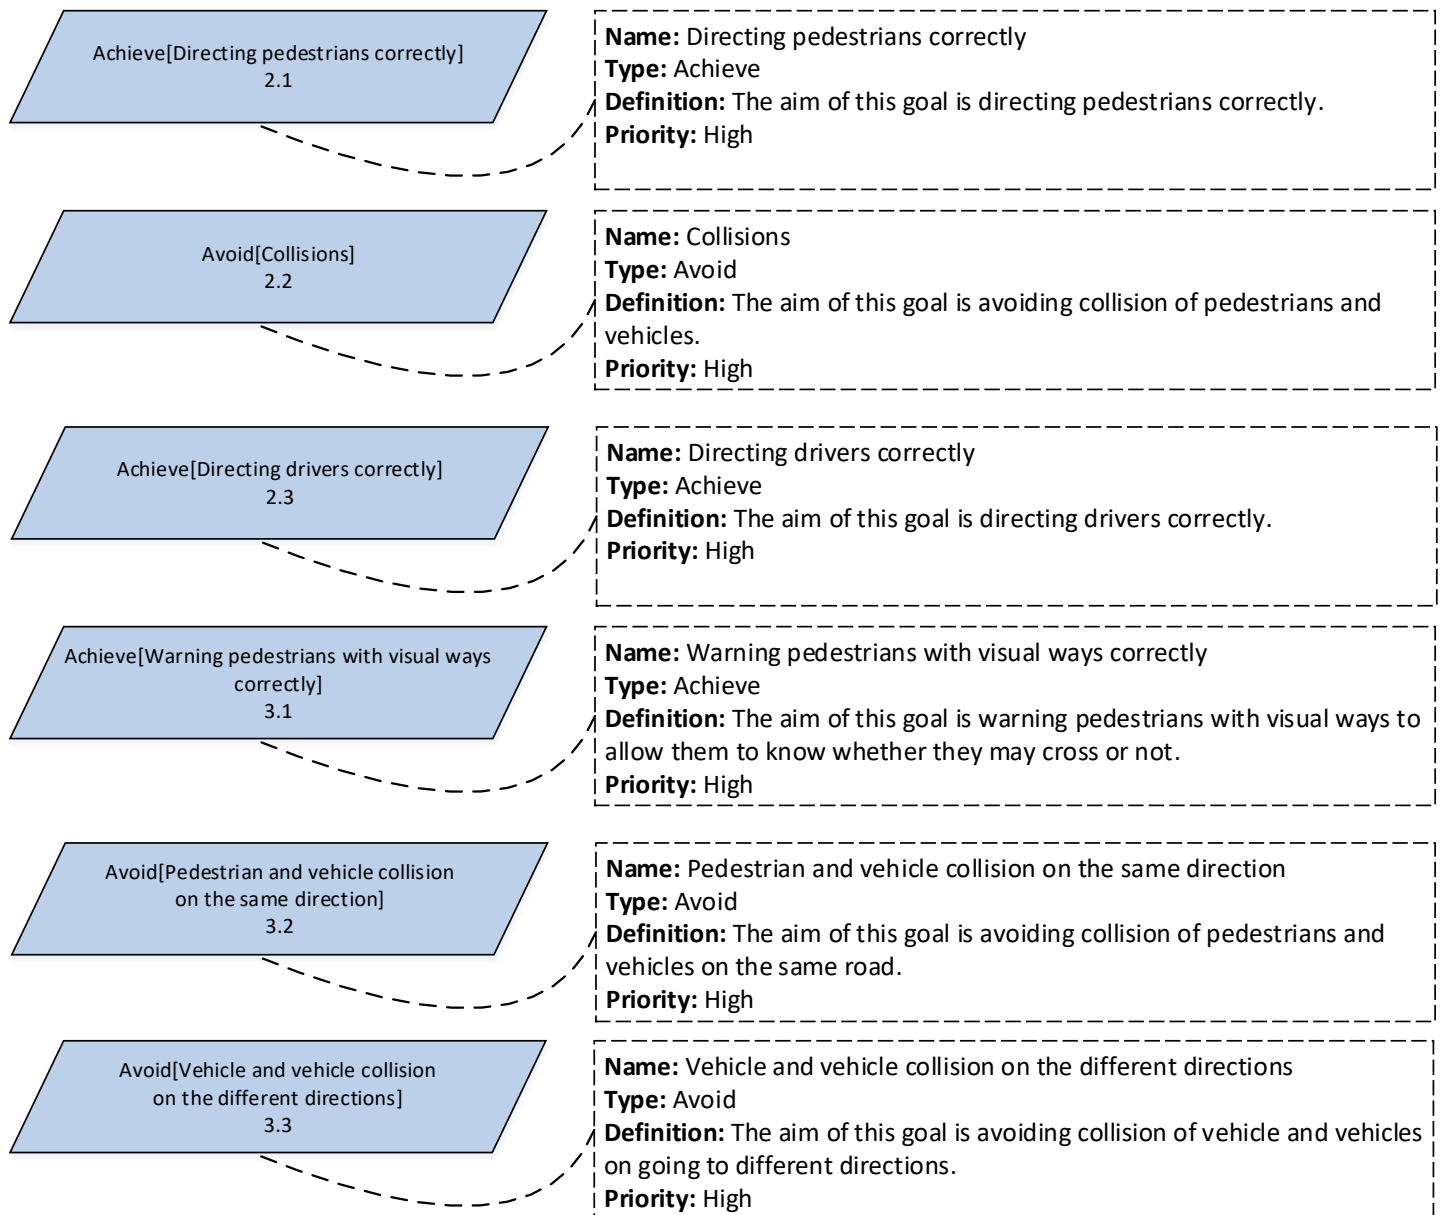 Achieve[Directing pedestrians correctly]
2.1
Name: Directing pedestrians correctly
Type: Achieve
Definition: The aim of this goal is directing pedestrians correctly.
Priority: High
Avoid[Collisions]
2.2
Name: Collisions
Type: Avoid
Definition: The aim of this goal is avoiding collision of pedestrians and
vehicles.
Priority: High
Achieve[Directing drivers correctly]
2.3
Name: Directing drivers correctly
Type: Achieve
Definition: The aim of this goal is directing drivers correctly.
Priority: High
Achieve[Warning pedestrians with visual ways
correctly]
3.1
Name: Warning pedestrians with visual ways correctly
Type: Achieve
Definition: The aim of this goal is warning pedestrians with visual ways to
allow them to know whether they may cross or not.
Priority: High
Avoid[Pedestrian and vehicle collision
on the same direction]
3.2
Name: Pedestrian and vehicle collision on the same direction
Type: Avoid
Definition: The aim of this goal is avoiding collision of pedestrians and
vehicles on the same road.
Priority: High
Avoid[Vehicle and vehicle collision
on the different directions]
3.3
Name: Vehicle and vehicle collision on the different directions
Type: Avoid
Definition: The aim of this goal is avoiding collision of vehicle and vehicles
on going to different directions.
Priority: High